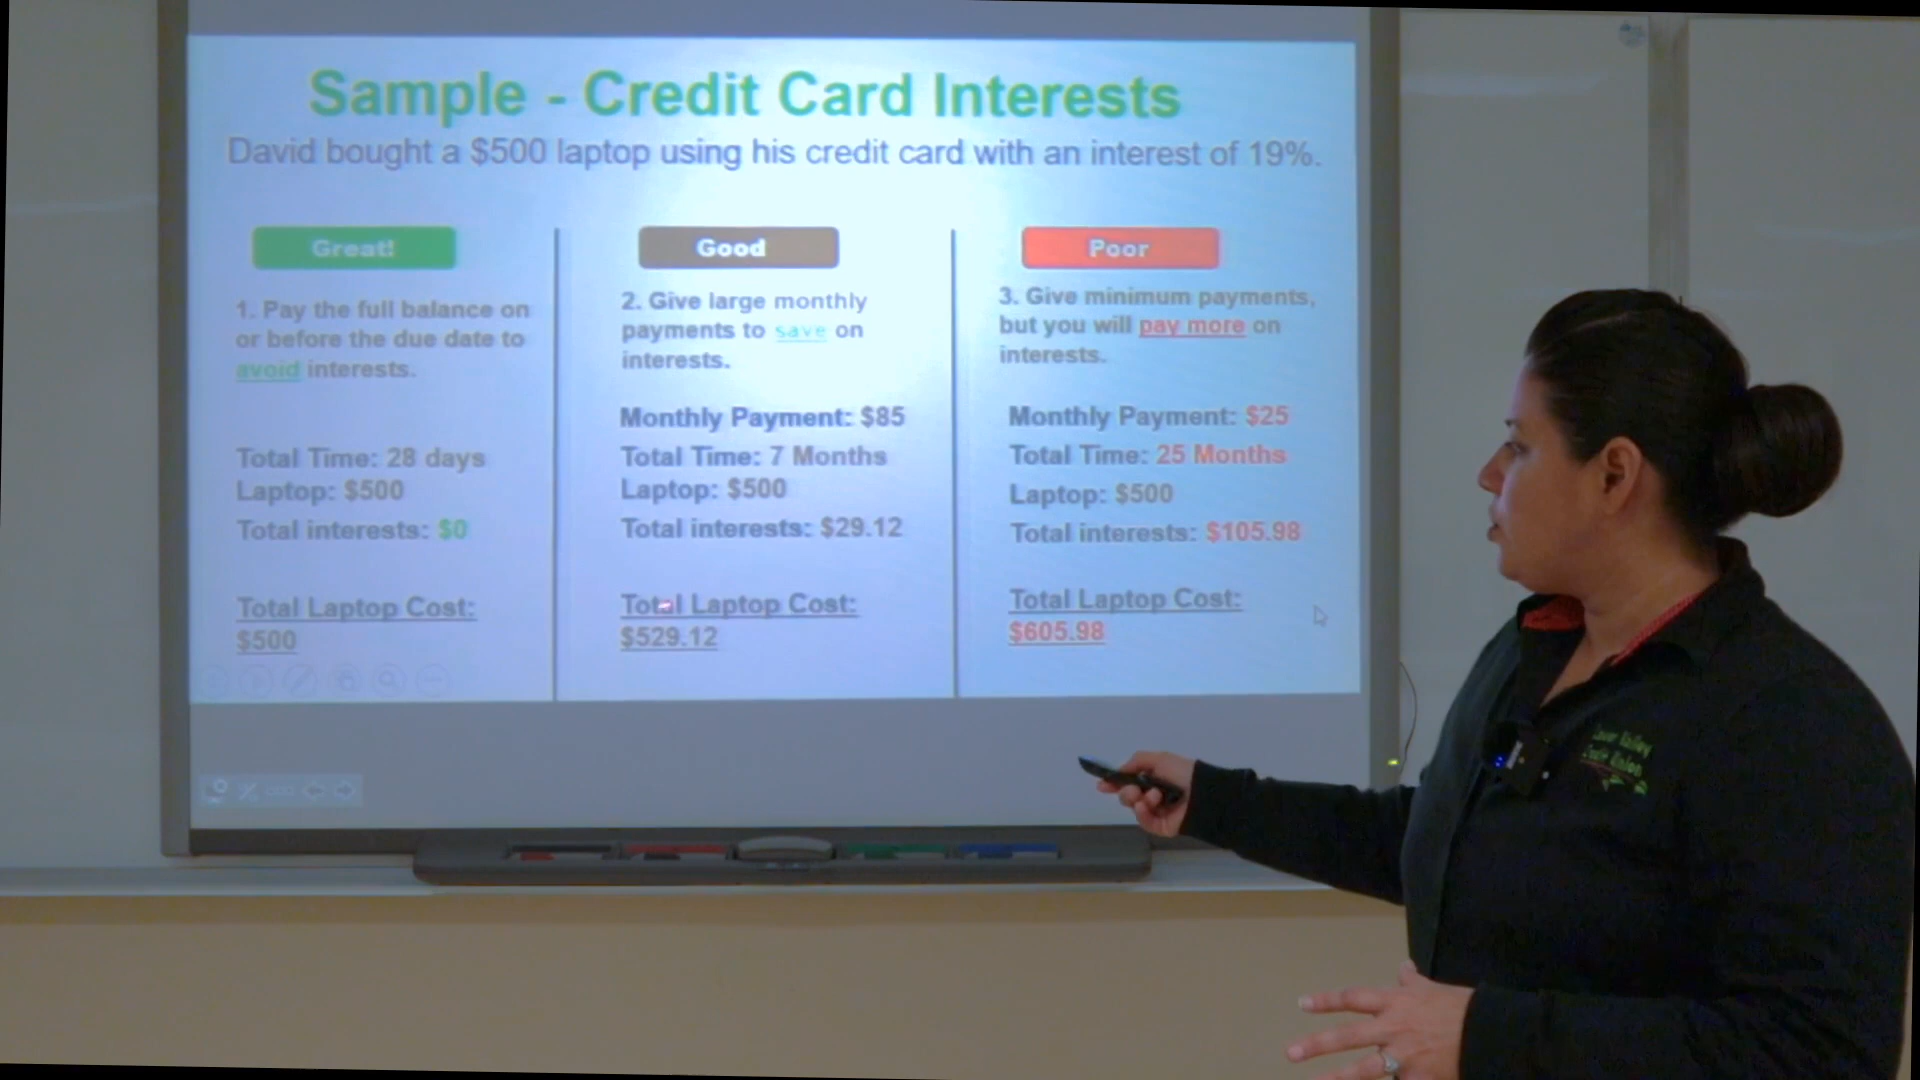 Sample - Credit Card Interests
David bought a $500 laptop using his credit card with an interest of 19%.
Great!
1. Pay the full balance on
or before the due date to
avoid interests.
Total Time: 28 days
Laptop: $500
Total interests: $0
Total Laptop Cost:
$500
Good
2. Give large monthly
payments to save on
interests.
Monthly Payment: $85
Total Time: 7 Months
Laptop: $500
Total interests: $29.12
Total Laptop Cost:
$529.12
Poor
3. Give minimum payments,
but you will pay more on
interests.
Monthly Payment: $25
Total Time: 25 Months
Laptop: $500
Total interests: $105.98
Total Laptop Cost:
$605.98
Valley
Credit Union